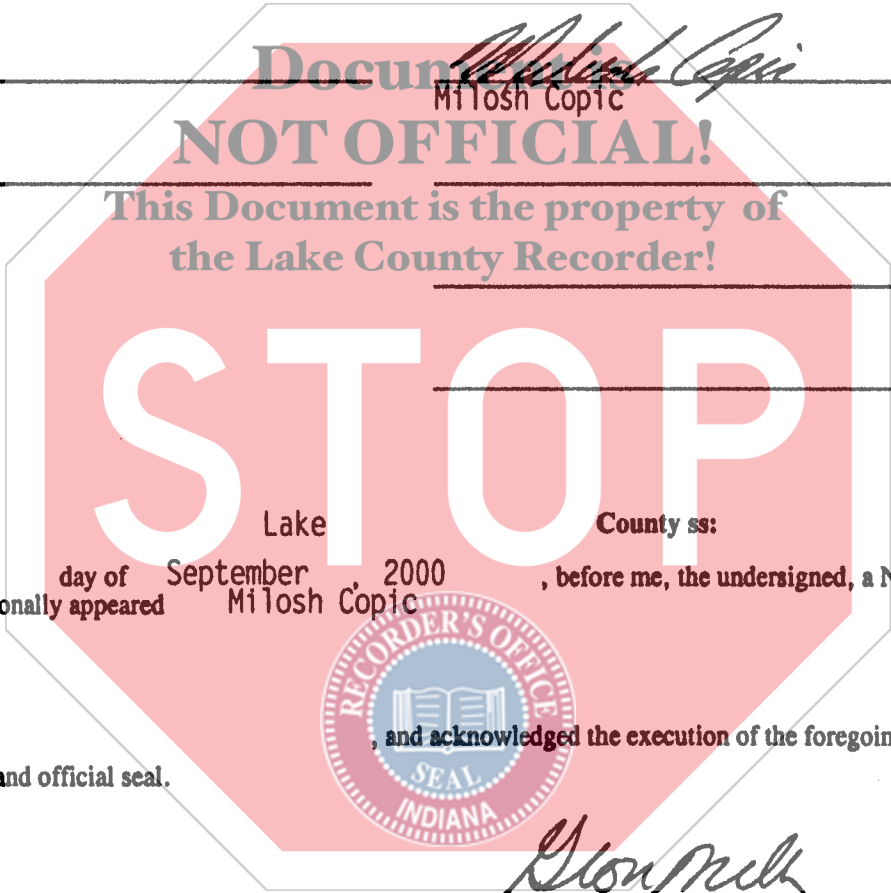 Document is
Milosh Copic
NOT OFFICIAL!
This Document is the property of
the Lake County Recorder!
STOP
Lake County ss:
day of September , 2000 , before me, the undersigned, a N
onally appeared Milosh Copic
RECORDER'S OFFICE
SEAL
INDIANA
, and acknowledged the execution of the foregoin
and official seal.